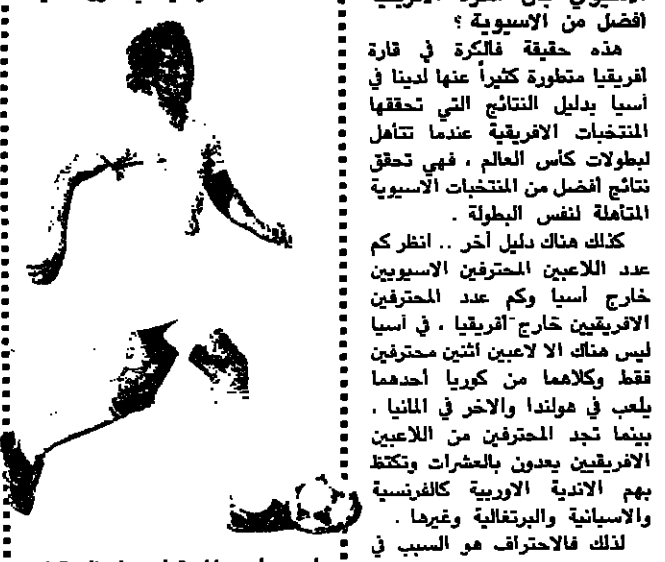 افضل من الاسيوية ؟
هذه حقيقة فالكرة في قارة
افريقيا متطورة كثيراً عنها لدينا في
أسيا بدليل النتائج التي تحققها
المنتخبات الافريقية عندما تتأهل
لبطولات كأس العالم ، فهي تحقق
نتائج أفضل من المنتخبات الاسيوية
المتأهلة لنفس البطولة .
كذلك هناك دليل أخر .. انظر كم
عدد اللاعبين المحترفين الاسيويين
خارج أسيا وكم عدد المحترفين
الافريقيين خارج أفريقيا ، في أسيا
ليس هناك الا لاعبين أثنين محترفين
فقط وكلاهما من كوريا أحدهما
يلعب في هولندا والاخر في المانيا ،
بينما تجد المحترفين من اللاعبين
الافريقيين يعدون بالعشرات وتكتظ
بهم الاندية الاوربية كالفرنسية
والاسبانية والبرتغالية وغيرها .
لذلك فالاحتراف هو السبب في